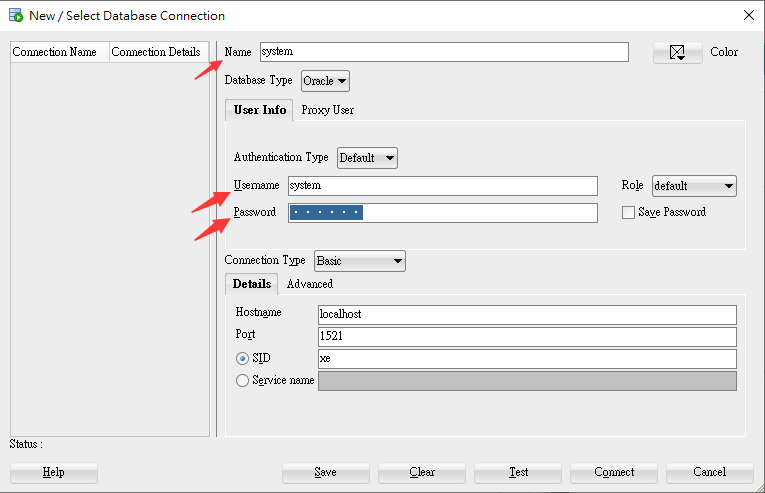 New / Select Database Connection
Connection Name Connection Details
Name system Color
Database Type Oracle
User Info Proxy User
Authentication Type Default
Username system Role default
Password ······ Save Password
Connection Type Basic
Details Advanced
Hostname localhost
Port 1521
SID xe
Service name
Status :
Help Save Clear Test Connect Cancel